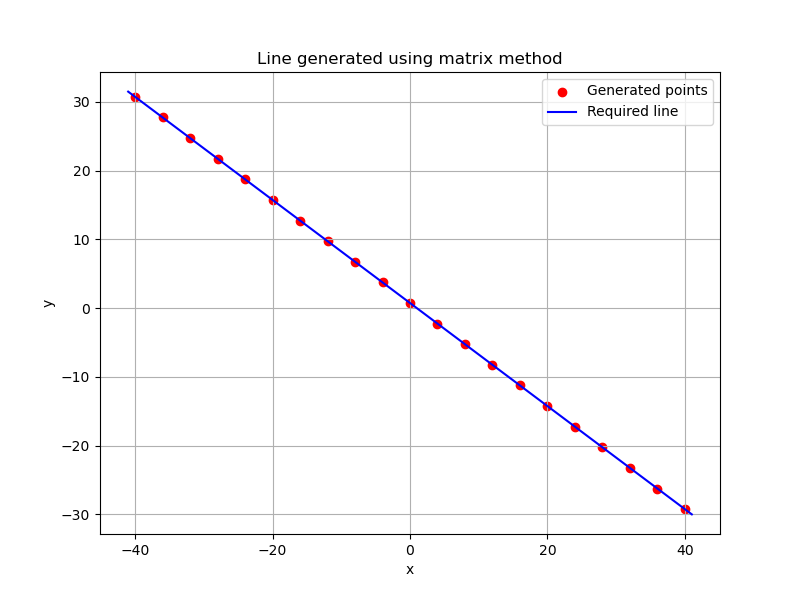 Line generated using matrix method
Generated points
Required line
30
20
10
0
−10
−20
−30
y
−40
−20
0
20
40
x